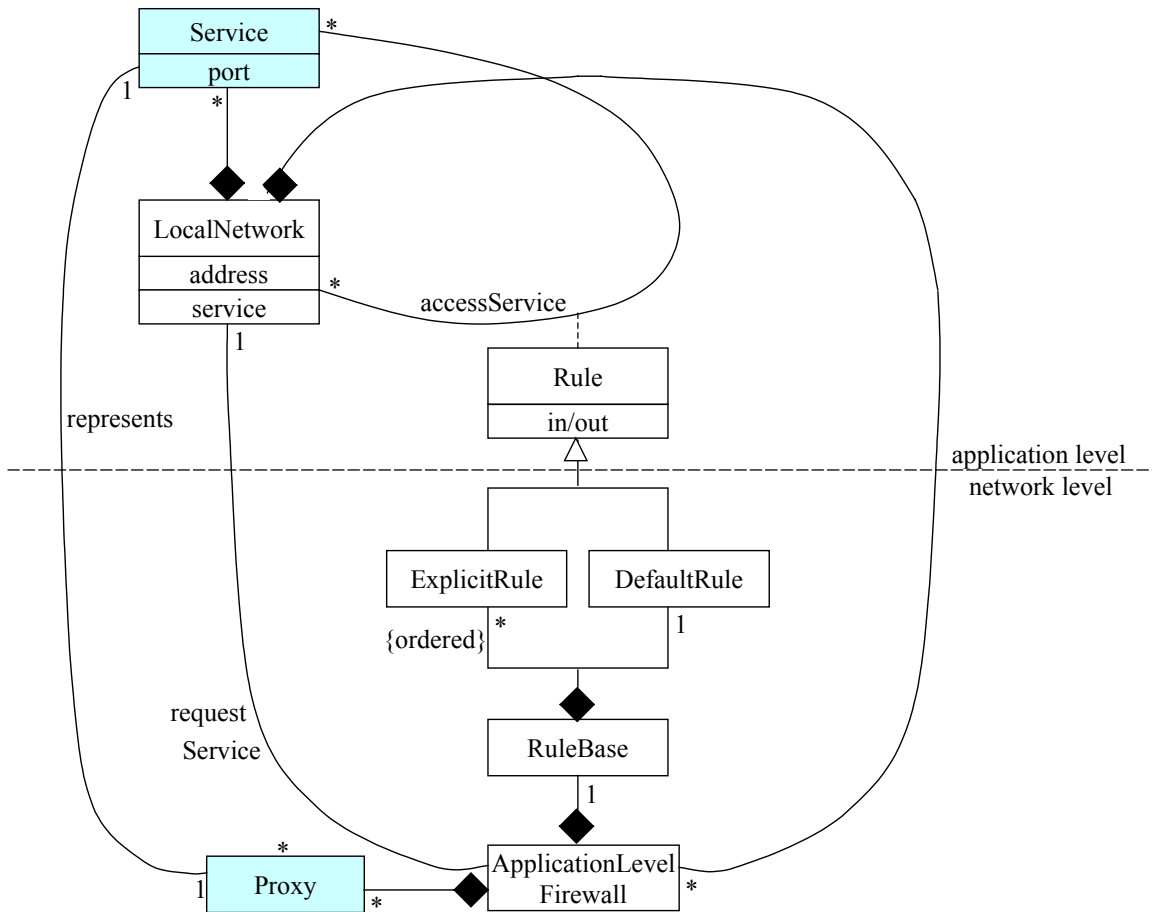 Service
*
port
1
*
LocalNetwork
address
*
service
accessService
1
Rule
in/out
represents
application level
network level
ExplicitRule
DefaultRule
*
1
{ordered}
request
Service
RuleBase
1
*
ApplicationLevel
Firewall
Proxy
1
*
*